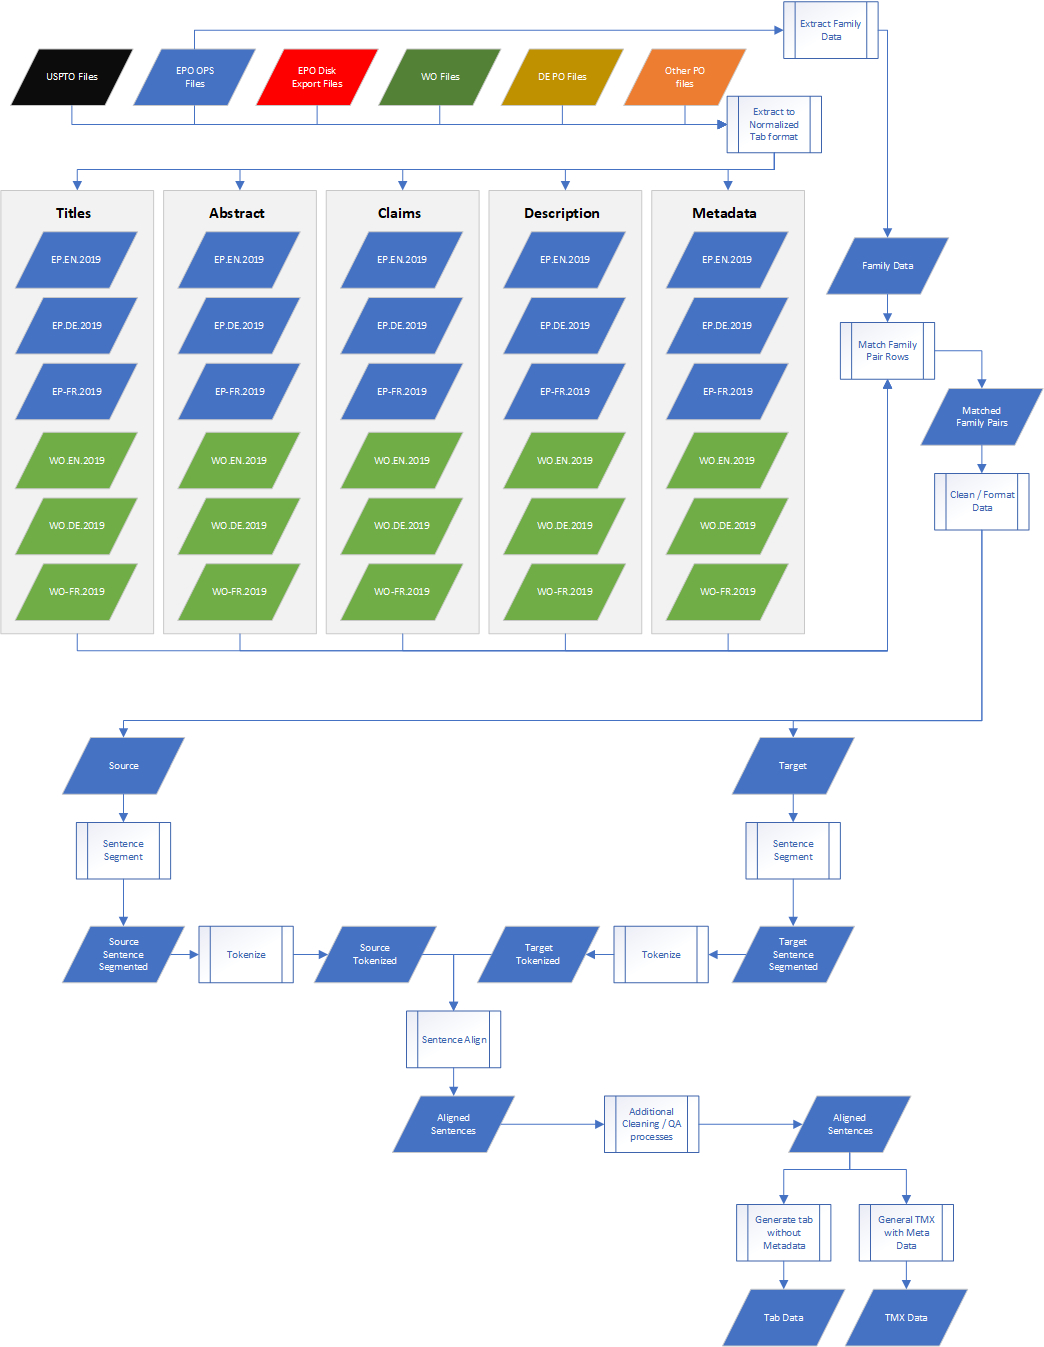 Extract Family
Data
USPTO Files
EPO OPS
Files
EPO Disk
Export Files
WO Files
DE PO Files
Other PO
files
Extract to
Normalized
Tab format
Titles
EP.EN.2019
EP.DE.2019
EP-FR.2019
WO.EN.2019
WO.DE.2019
WO-FR.2019
Abstract
EP.EN.2019
EP.DE.2019
EP-FR.2019
WO.EN.2019
WO.DE.2019
WO-FR.2019
Claims
EP.EN.2019
EP.DE.2019
EP-FR.2019
WO.EN.2019
WO.DE.2019
WO-FR.2019
Description
EP.EN.2019
EP.DE.2019
EP-FR.2019
WO.EN.2019
WO.DE.2019
WO-FR.2019
Metadata
EP.EN.2019
EP.DE.2019
EP-FR.2019
WO.EN.2019
WO.DE.2019
WO-FR.2019
Family Data
Match Family
Pair Rows
Matched
Family Pairs
Clean / Format
Data
Source
Target
Sentence
Segment
Sentence
Segment
Source
Sentence
Segmented
Tokenize
Source
Tokenized
Target
Tokenized
Tokenize
Target
Sentence
Segmented
Sentence Align
Aligned
Sentences
Additional
Cleaning / QA
processes
Aligned
Sentences
Generate tab
without
Metadata
General TMX
with Meta
Data
Tab Data
TMX Data